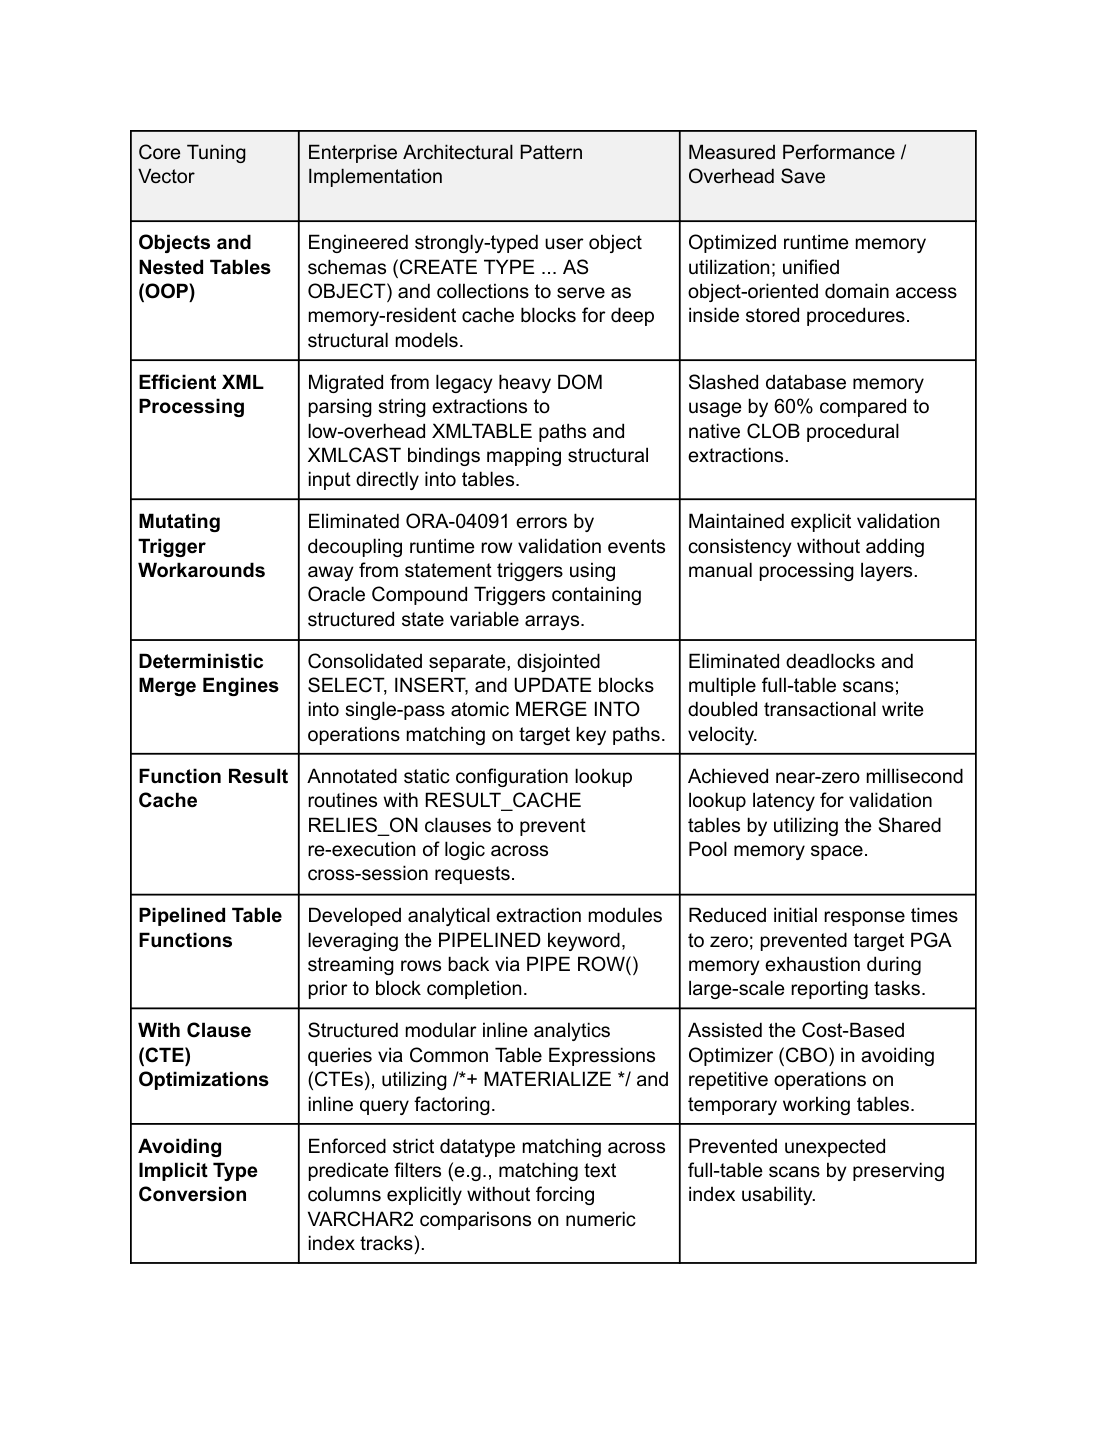 Core Tuning
Vector
Enterprise Architectural Pattern
Implementation
Measured Performance /
Overhead Save
Objects and
Nested Tables
(OOP)
Engineered strongly-typed user object
schemas (CREATE TYPE ... AS
OBJECT) and collections to serve as
memory-resident cache blocks for deep
structural models.
Optimized runtime memory
utilization; unified
object-oriented domain access
inside stored procedures.
Efficient XML
Processing
Migrated from legacy heavy DOM
parsing string extractions to
low-overhead XMLTABLE paths and
XMLCAST bindings mapping structural
input directly into tables.
Slashed database memory
usage by 60% compared to
native CLOB procedural
extractions.
Mutating
Trigger
Workarounds
Eliminated ORA-04091 errors by
decoupling runtime row validation events
away from statement triggers using
Oracle Compound Triggers containing
structured state variable arrays.
Maintained explicit validation
consistency without adding
manual processing layers.
Deterministic
Merge Engines
Consolidated separate, disjointed
SELECT, INSERT, and UPDATE blocks
into single-pass atomic MERGE INTO
operations matching on target key paths.
Eliminated deadlocks and
multiple full-table scans;
doubled transactional write
velocity.
Function Result
Cache
Annotated static configuration lookup
routines with RESULT_CACHE
RELIES_ON clauses to prevent
re-execution of logic across
cross-session requests.
Achieved near-zero millisecond
lookup latency for validation
tables by utilizing the Shared
Pool memory space.
Pipelined Table
Functions
Developed analytical extraction modules
leveraging the PIPELINED keyword,
streaming rows back via PIPE ROW()
prior to block completion.
Reduced initial response times
to zero; prevented target PGA
memory exhaustion during
large-scale reporting tasks.
With Clause
(CTE)
Optimizations
Structured modular inline analytics
queries via Common Table Expressions
(CTEs), utilizing /*+ MATERIALIZE */ and
inline query factoring.
Assisted the Cost-Based
Optimizer (CBO) in avoiding
repetitive operations on
temporary working tables.
Avoiding
Implicit Type
Conversion
Enforced strict datatype matching across
predicate filters (e.g., matching text
columns explicitly without forcing
VARCHAR2 comparisons on numeric
index tracks).
Prevented unexpected
full-table scans by preserving
index usability.